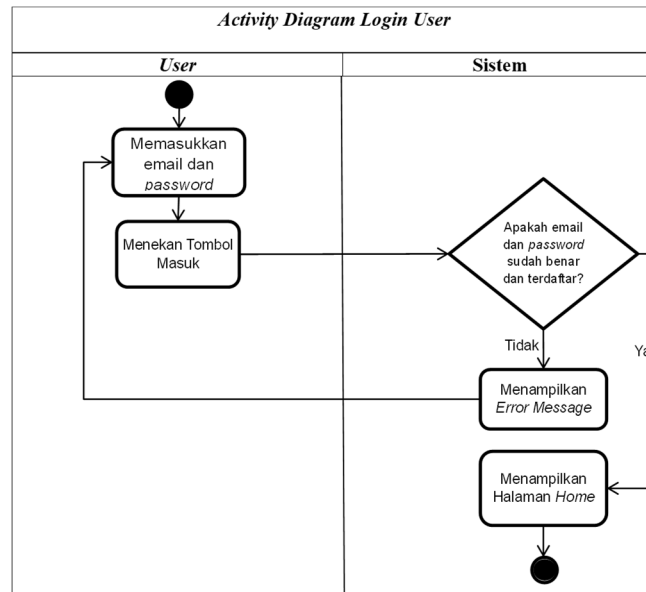 Activity Diagram Login User
User
Sistem
Memasukkan
email dan
password
Menekan Tombol
Masuk
Apakah email
dan password
sudah benar
dan terdaftar?
Tidak
Ya
Menampilkan
Error Message
Menampilkan
Halaman Home